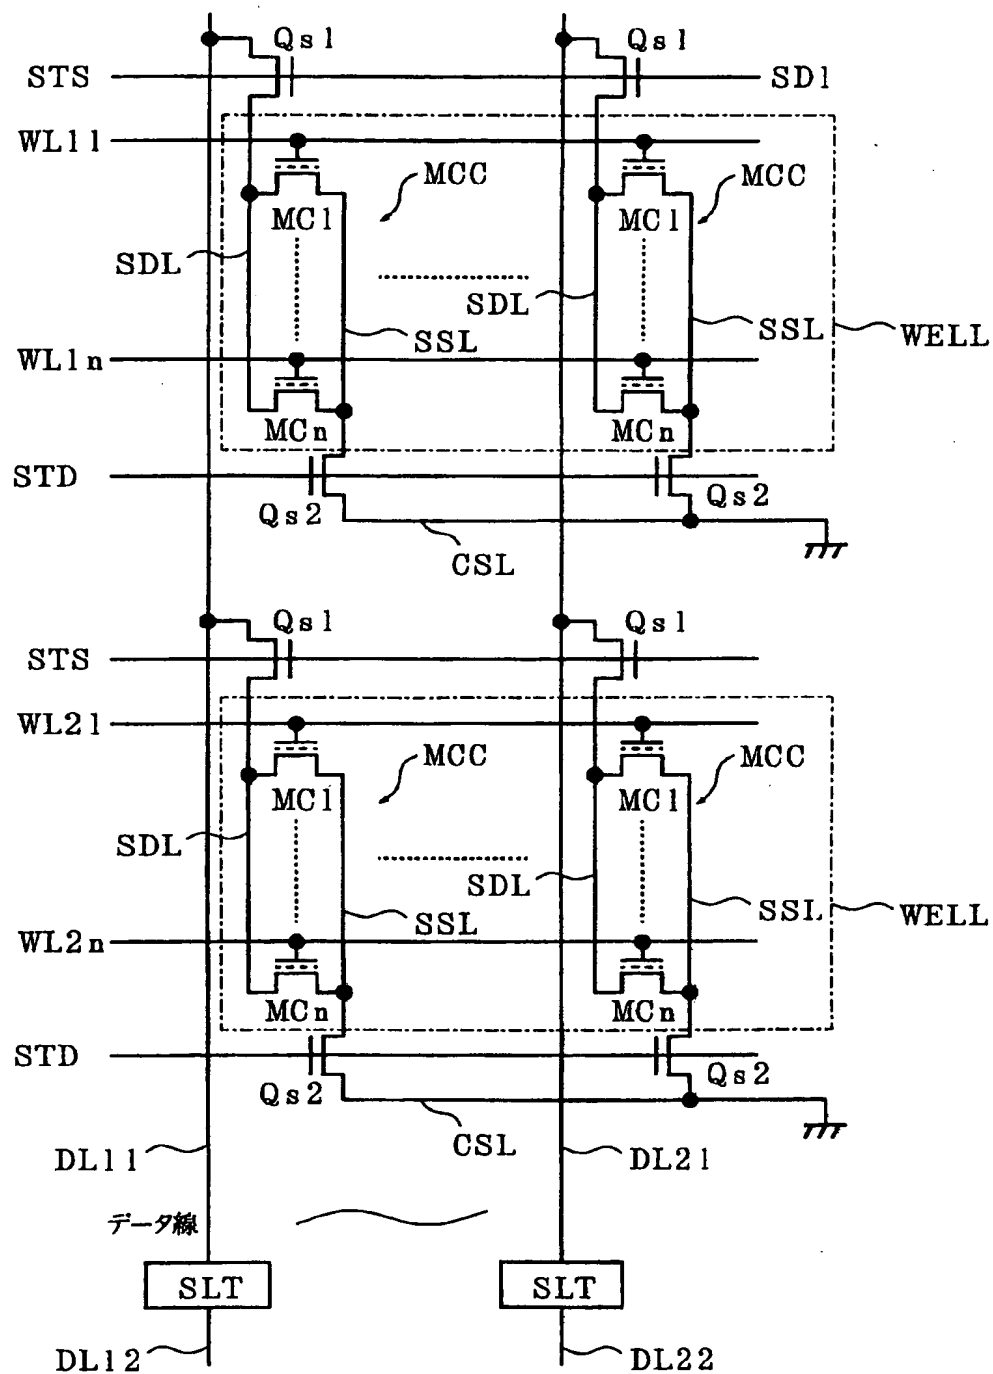 Qs1 Qs1
STS SD1
WL11
MCC MCC
MC1 MC1
SDL
SDL
SSL SSL WELL
WL1n
MCn MCn
STD
Qs2 Qs2
CSL
Qs1 Qs1
STS
WL21
MCC MCC
MC1 MC1
SDL
SDL
SSL SSL WELL
WL2n
MCn MCn
STD
Qs2 Qs2
CSL
DL11 DL21
データ線
SLT SLT
DL12 DL22